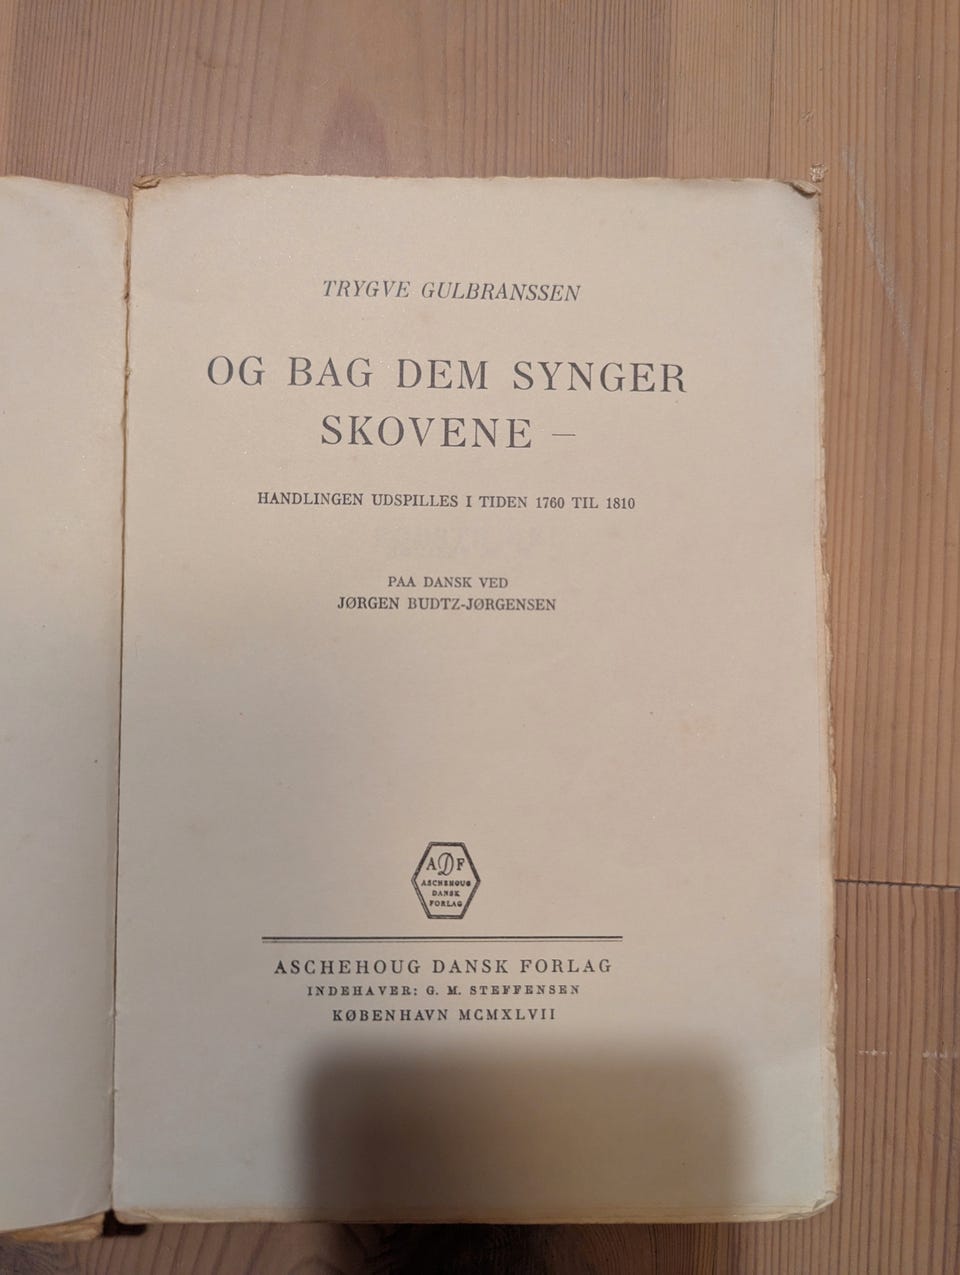 TRYGVE GULBRANSSEN
OG BAG DEM SYNGER
SKOVENE —
HANDLINGEN UDSPILLES I TIDEN 1760 TIL 1810
PAA DANSK VED
JØRGEN BUDTZ-JØRGENSEN
ADF
ASCHEHOUG
DANSK
FORLAG
ASCHEHOUG DANSK FORLAG
INDEHAVER: G. M. STEFFENSEN
KØBENHAVN MCMXLVII